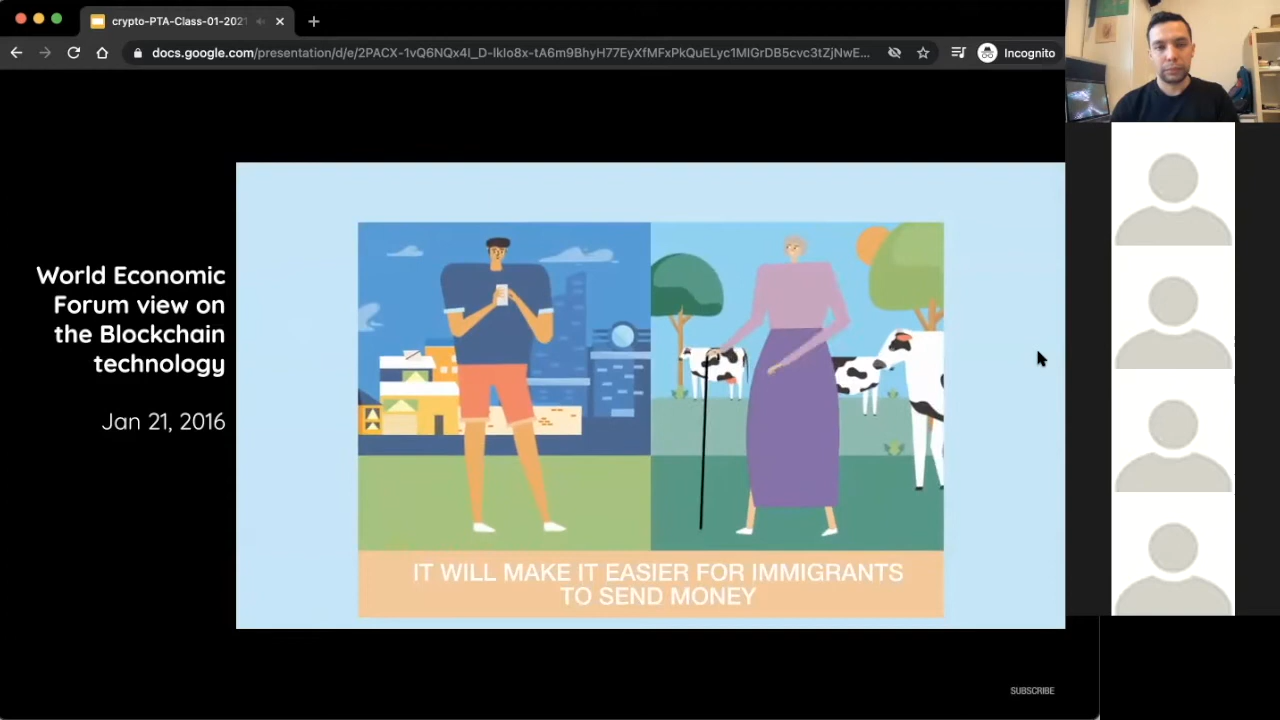 crypto-PTA-Class-01-2021
docs.google.com/presentation/d/e/2PACX-1vQ6NQx4I_D-lkIo8x-tA6m9BhyH77EyXfMFxPkQuELyc1MIGrDB5cvc3tZjNwE...
Incognito
World Economic
Forum view on
the Blockchain
technology
Jan 21, 2016
IT WILL MAKE IT EASIER FOR IMMIGRANTS
TO SEND MONEY
SUBSCRIBE